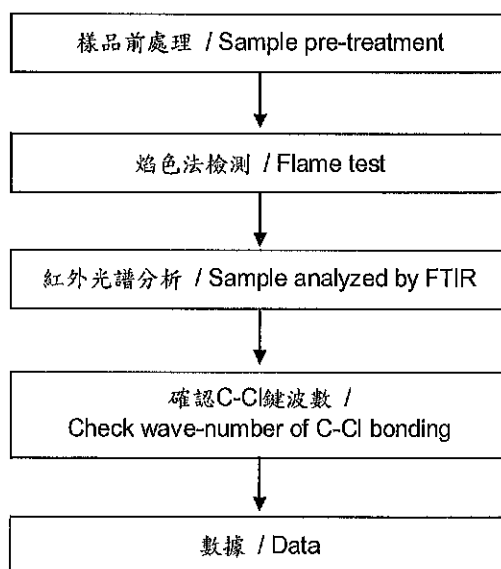 樣品前處理 / Sample pre-treatment
焰色法檢測 / Flame test
紅外光譜分析 / Sample analyzed by FTIR
確認C-Cl鍵波數 /
Check wave-number of C-Cl bonding
數據 / Data